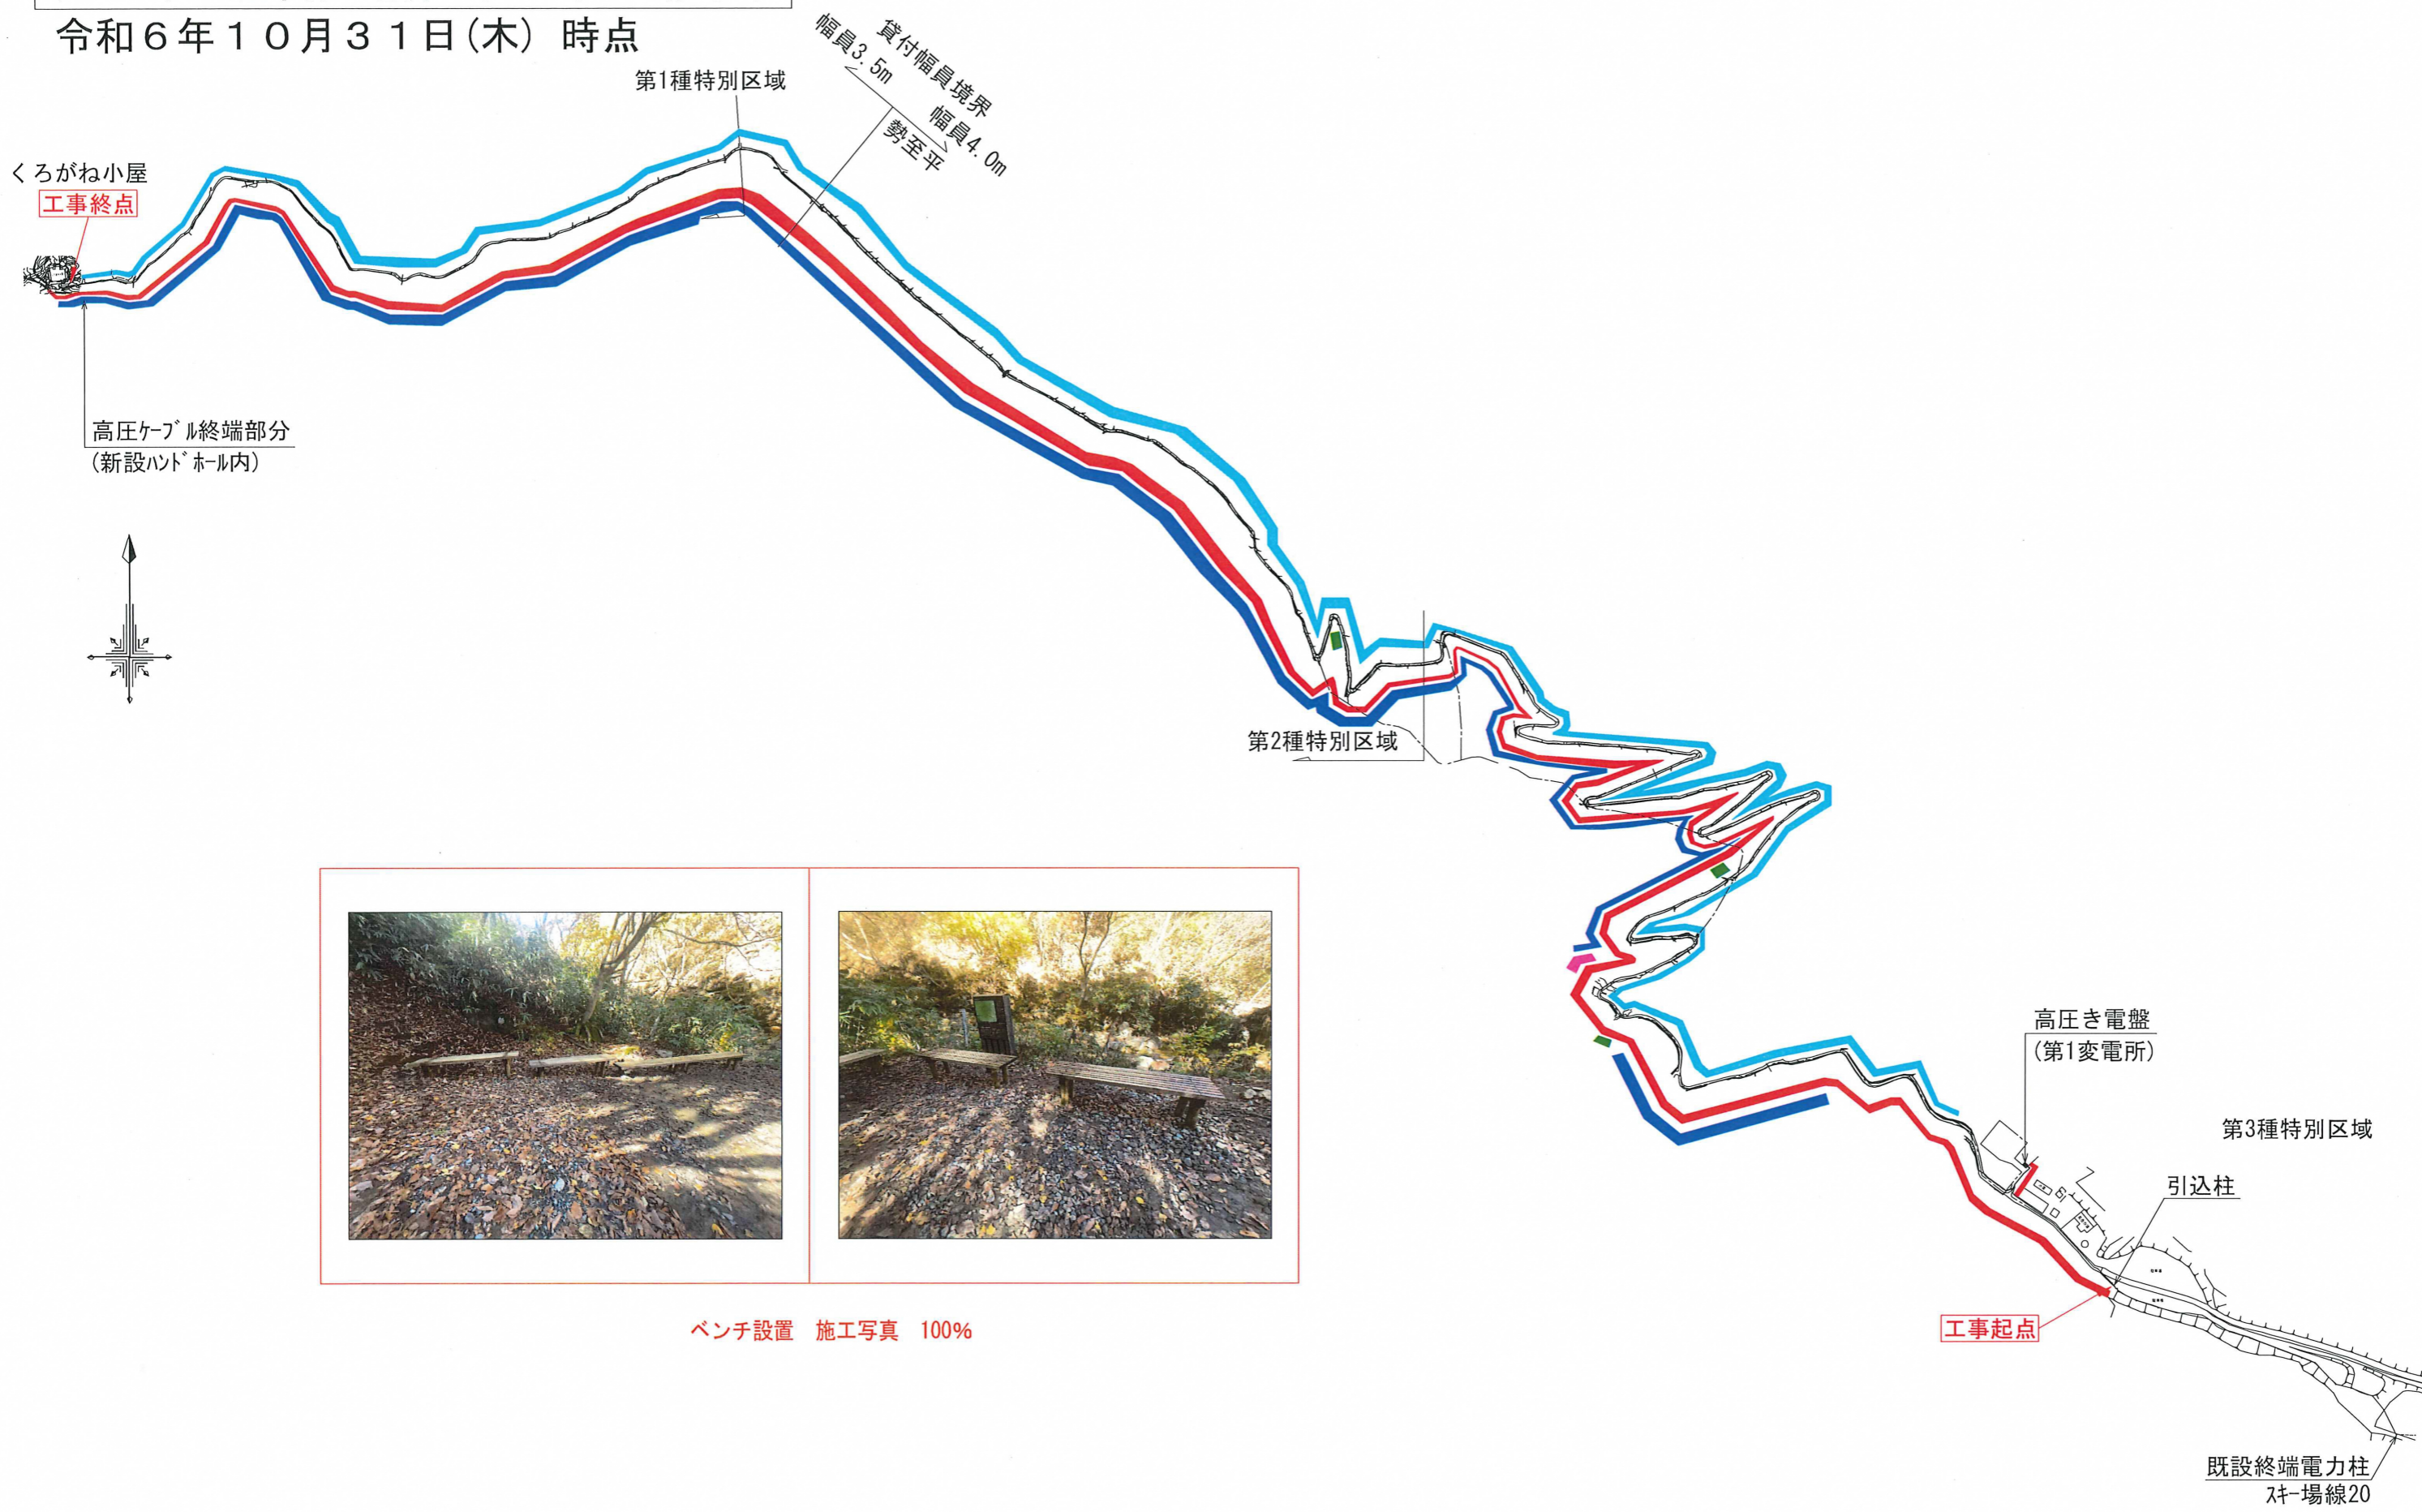 令和６年１０月３１日(木) 時点
第1種特別区域
貸付幅員境界
幅員3.5m
幅員4.0m
勢至平
くろがね小屋
工事終点
高圧ｹｰﾌﾞﾙ終端部分
(新設ﾊﾝﾄﾞﾎｰﾙ内)
第2種特別区域
高圧き電盤
(第1変電所)
第3種特別区域
引込柱
工事起点
ベンチ設置　施工写真　100%
既設終端電力柱
ｽｷｰ場線20